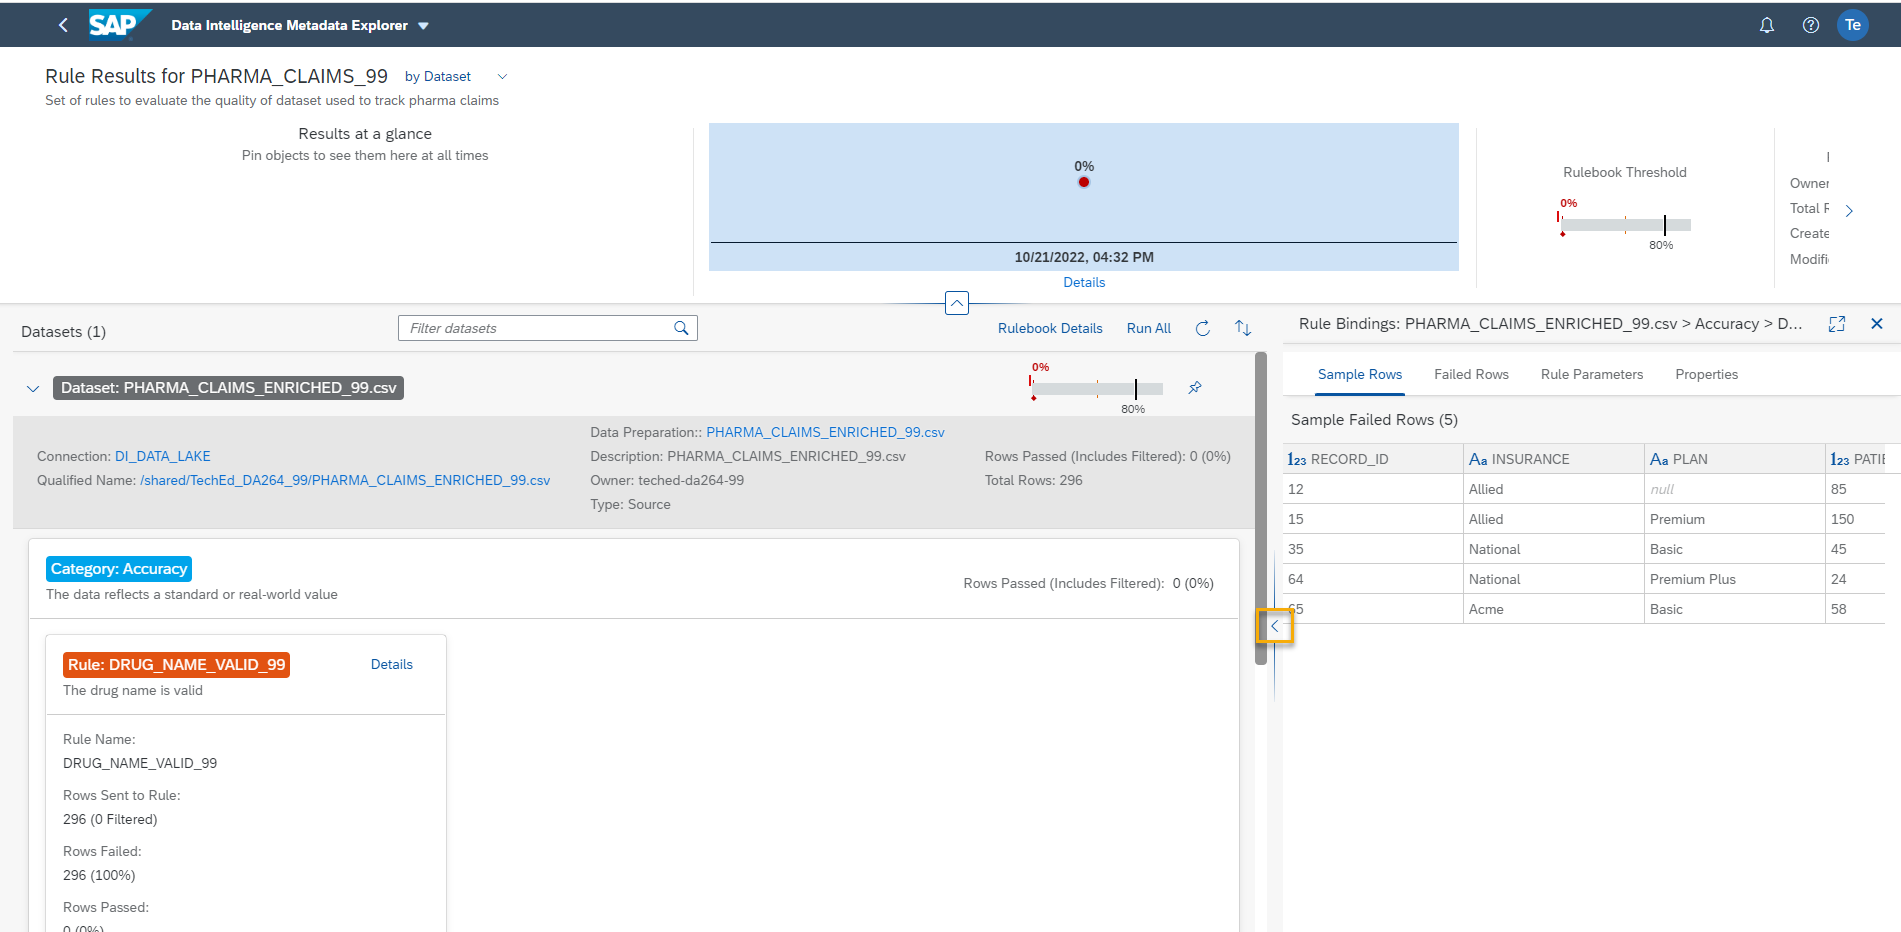 SAP
Data Intelligence Metadata Explorer
Te
Rule Results for PHARMA_CLAIMS_99 by Dataset
Set of rules to evaluate the quality of dataset used to track pharma claims
Results at a glance
Pin objects to see them here at all times
0%
10/21/2022, 04:32 PM
Details
Rulebook Threshold
0%
80%
Owner
Total
Create
Modifi
Datasets (1)
Filter datasets
Rulebook Details
Run All
Dataset: PHARMA_CLAIMS_ENRICHED_99.csv
0%
80%
Connection: DI_DATA_LAKE
Qualified Name: /shared/TechEd_DA264_99/PHARMA_CLAIMS_ENRICHED_99.csv
Data Preparation:: PHARMA_CLAIMS_ENRICHED_99.csv
Description: PHARMA_CLAIMS_ENRICHED_99.csv
Owner: teched-da264-99
Type: Source
Rows Passed (Includes Filtered): 0 (0%)
Total Rows: 296
Category: Accuracy
The data reflects a standard or real-world value
Rows Passed (Includes Filtered): 0 (0%)
Rule: DRUG_NAME_VALID_99
Details
The drug name is valid
Rule Name:
DRUG_NAME_VALID_99
Rows Sent to Rule:
296 (0 Filtered)
Rows Failed:
296 (100%)
Rows Passed:
0 (0%)
Rule Bindings: PHARMA_CLAIMS_ENRICHED_99.csv > Accuracy > D...
Sample Rows Failed Rows Rule Parameters Properties
Sample Failed Rows (5)
123 RECORD_ID Aa INSURANCE Aa PLAN 123 PATIE
12 Allied null 85
15 Allied Premium 150
35 National Basic 45
64 National Premium Plus 24
65 Acme Basic 58